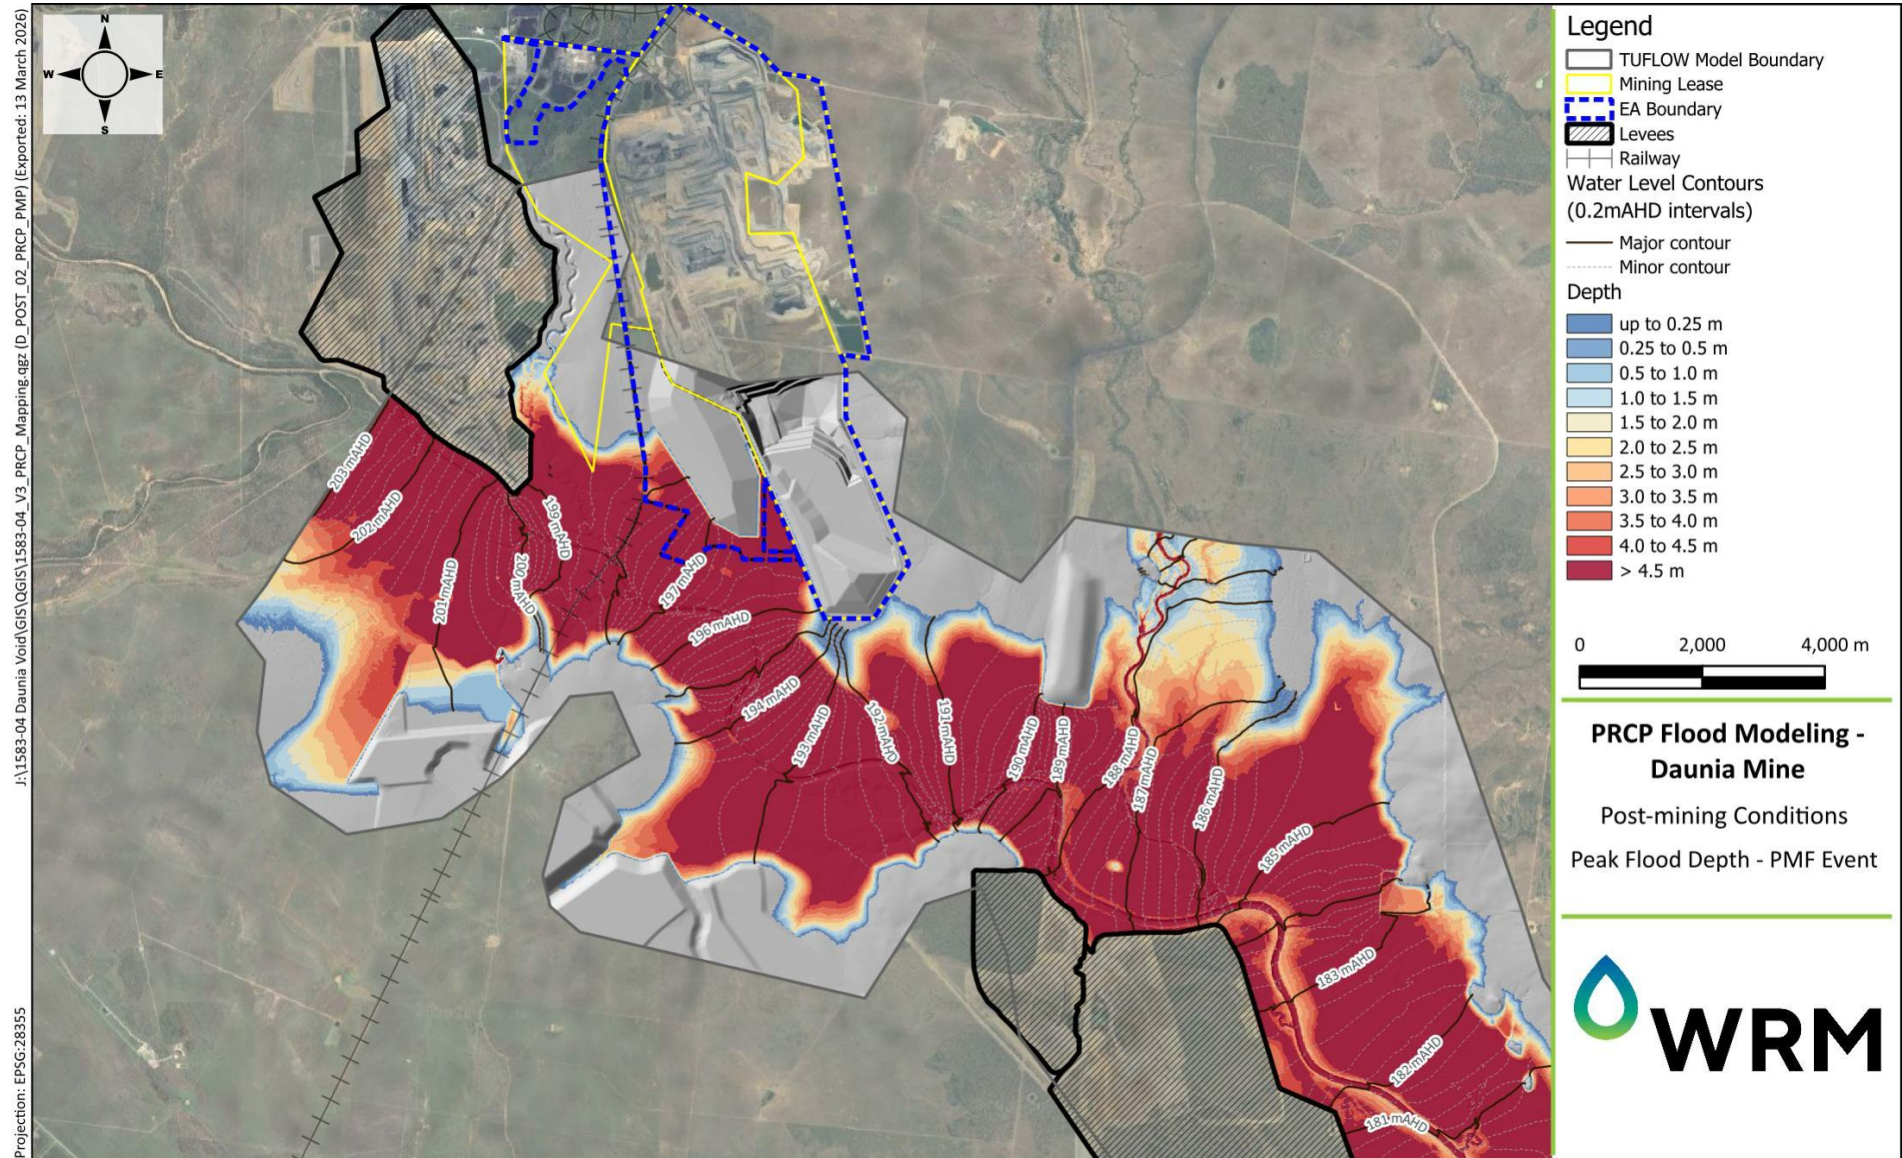 J:\1583-04 Daunia Void\GIS\QGIS\1583-04_V3_PRCP_Mapping.qgz (D_POST_02_PRCP_PMP) (Exported: 13 March 2026)
Projection: EPSG:28355
N
W
E
S
203 mAHD
202 mAHD
201 mAHD
200 mAHD
199 mAHD
197 mAHD
196 mAHD
194 mAHD
193 mAHD
192 mAHD
191 mAHD
190 mAHD
189 mAHD
188 mAHD
187 mAHD
186 mAHD
185 mAHD
183 mAHD
182 mAHD
181 mAHD
Legend
TUFLOW Model Boundary
Mining Lease
EA Boundary
Levees
Railway
Water Level Contours
(0.2mAHD intervals)
Major contour
Minor contour
Depth
up to 0.25 m
0.25 to 0.5 m
0.5 to 1.0 m
1.0 to 1.5 m
1.5 to 2.0 m
2.0 to 2.5 m
2.5 to 3.0 m
3.0 to 3.5 m
3.5 to 4.0 m
4.0 to 4.5 m
> 4.5 m
0 2,000 4,000 m
PRCP Flood Modeling -
Daunia Mine
Post-mining Conditions
Peak Flood Depth - PMF Event
WRM